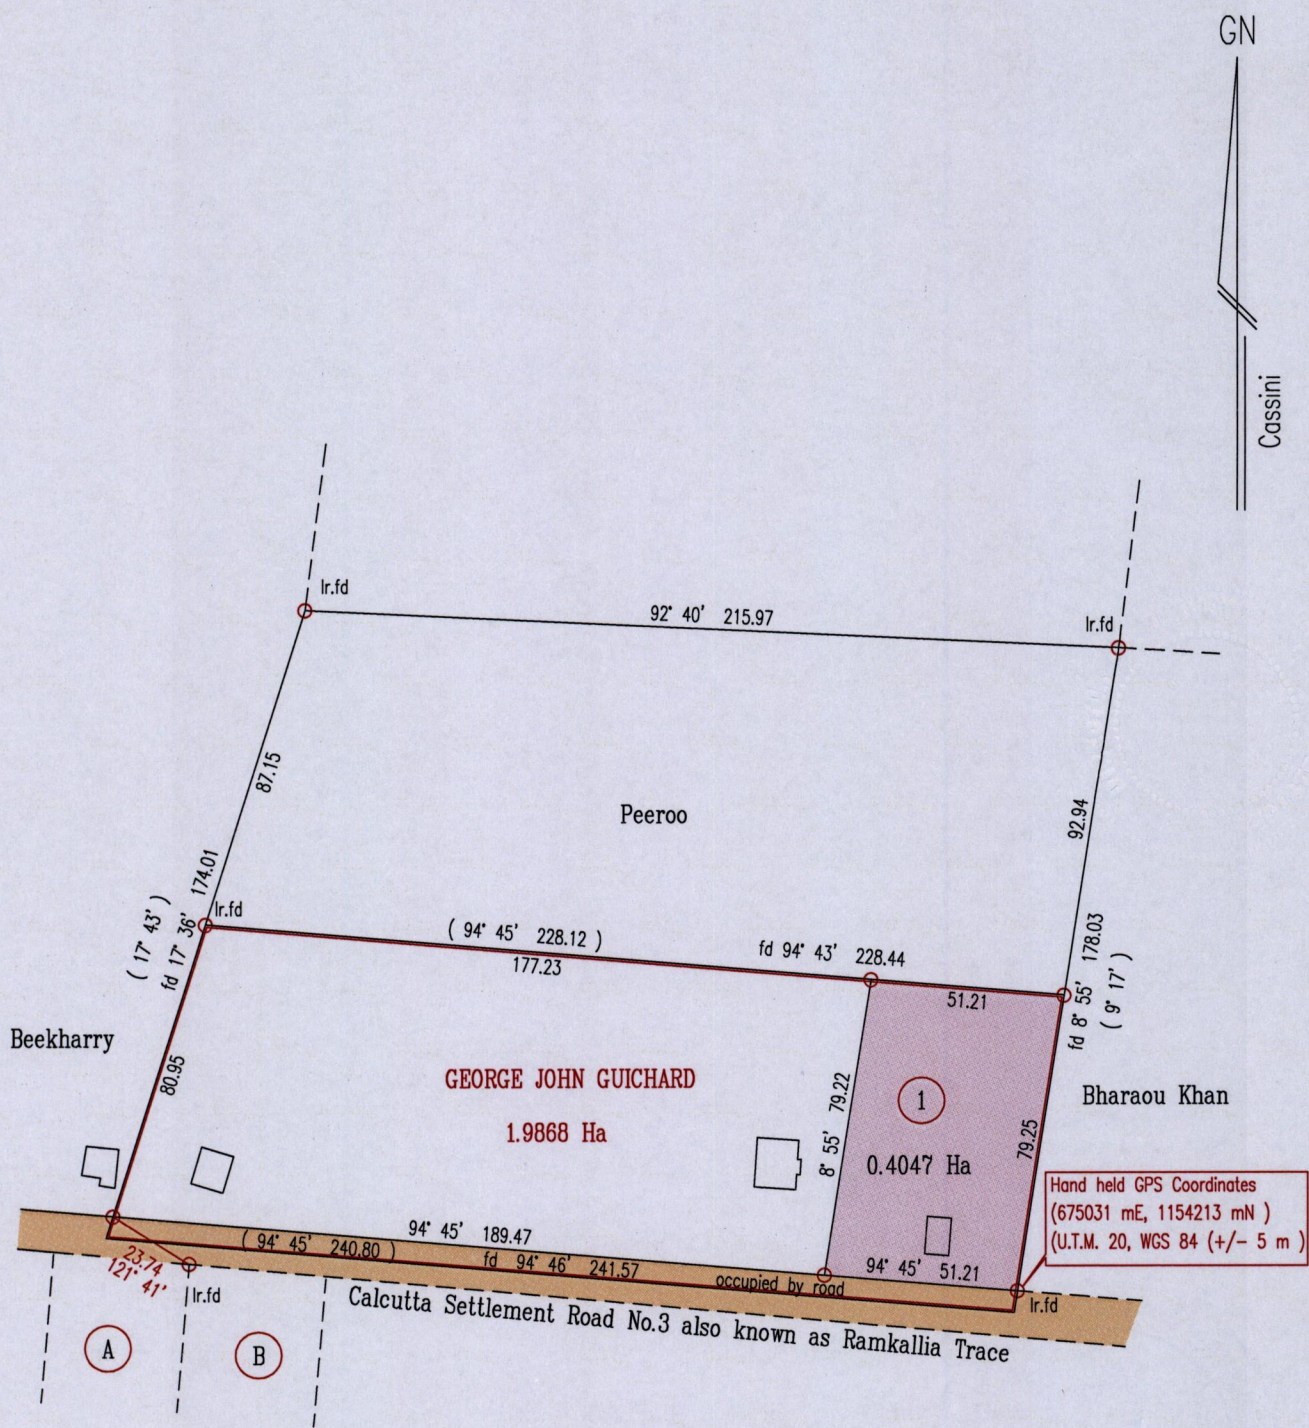 GN
Cassini
Ir.fd
92° 40' 215.97
Ir.fd
87.15
Peeroo
92.94
174.01
fd 17° 36'
( 17° 43' )
Ir.fd
( 94° 45' 228.12 )
177.23
fd 94° 43' 228.44
51.21
178.03
fd 8° 55'
( 9° 17' )
Beekharry
80.95
GEORGE JOHN GUICHARD
1.9868 Ha
8° 55' 79.22
1
0.4047 Ha
79.25
Bharaou Khan
Hand held GPS Coordinates
(675031 mE, 1154213 mN )
(U.T.M. 20, WGS 84 (+/- 5 m )
94° 45' 189.47
( 94° 45' 240.80 )
fd 94° 46' 241.57
occupied by road
94° 45' 51.21
Ir.fd
23.74
121° 41'
Ir.fd
Calcutta Settlement Road No.3 also known as Ramkallia Trace
A
B